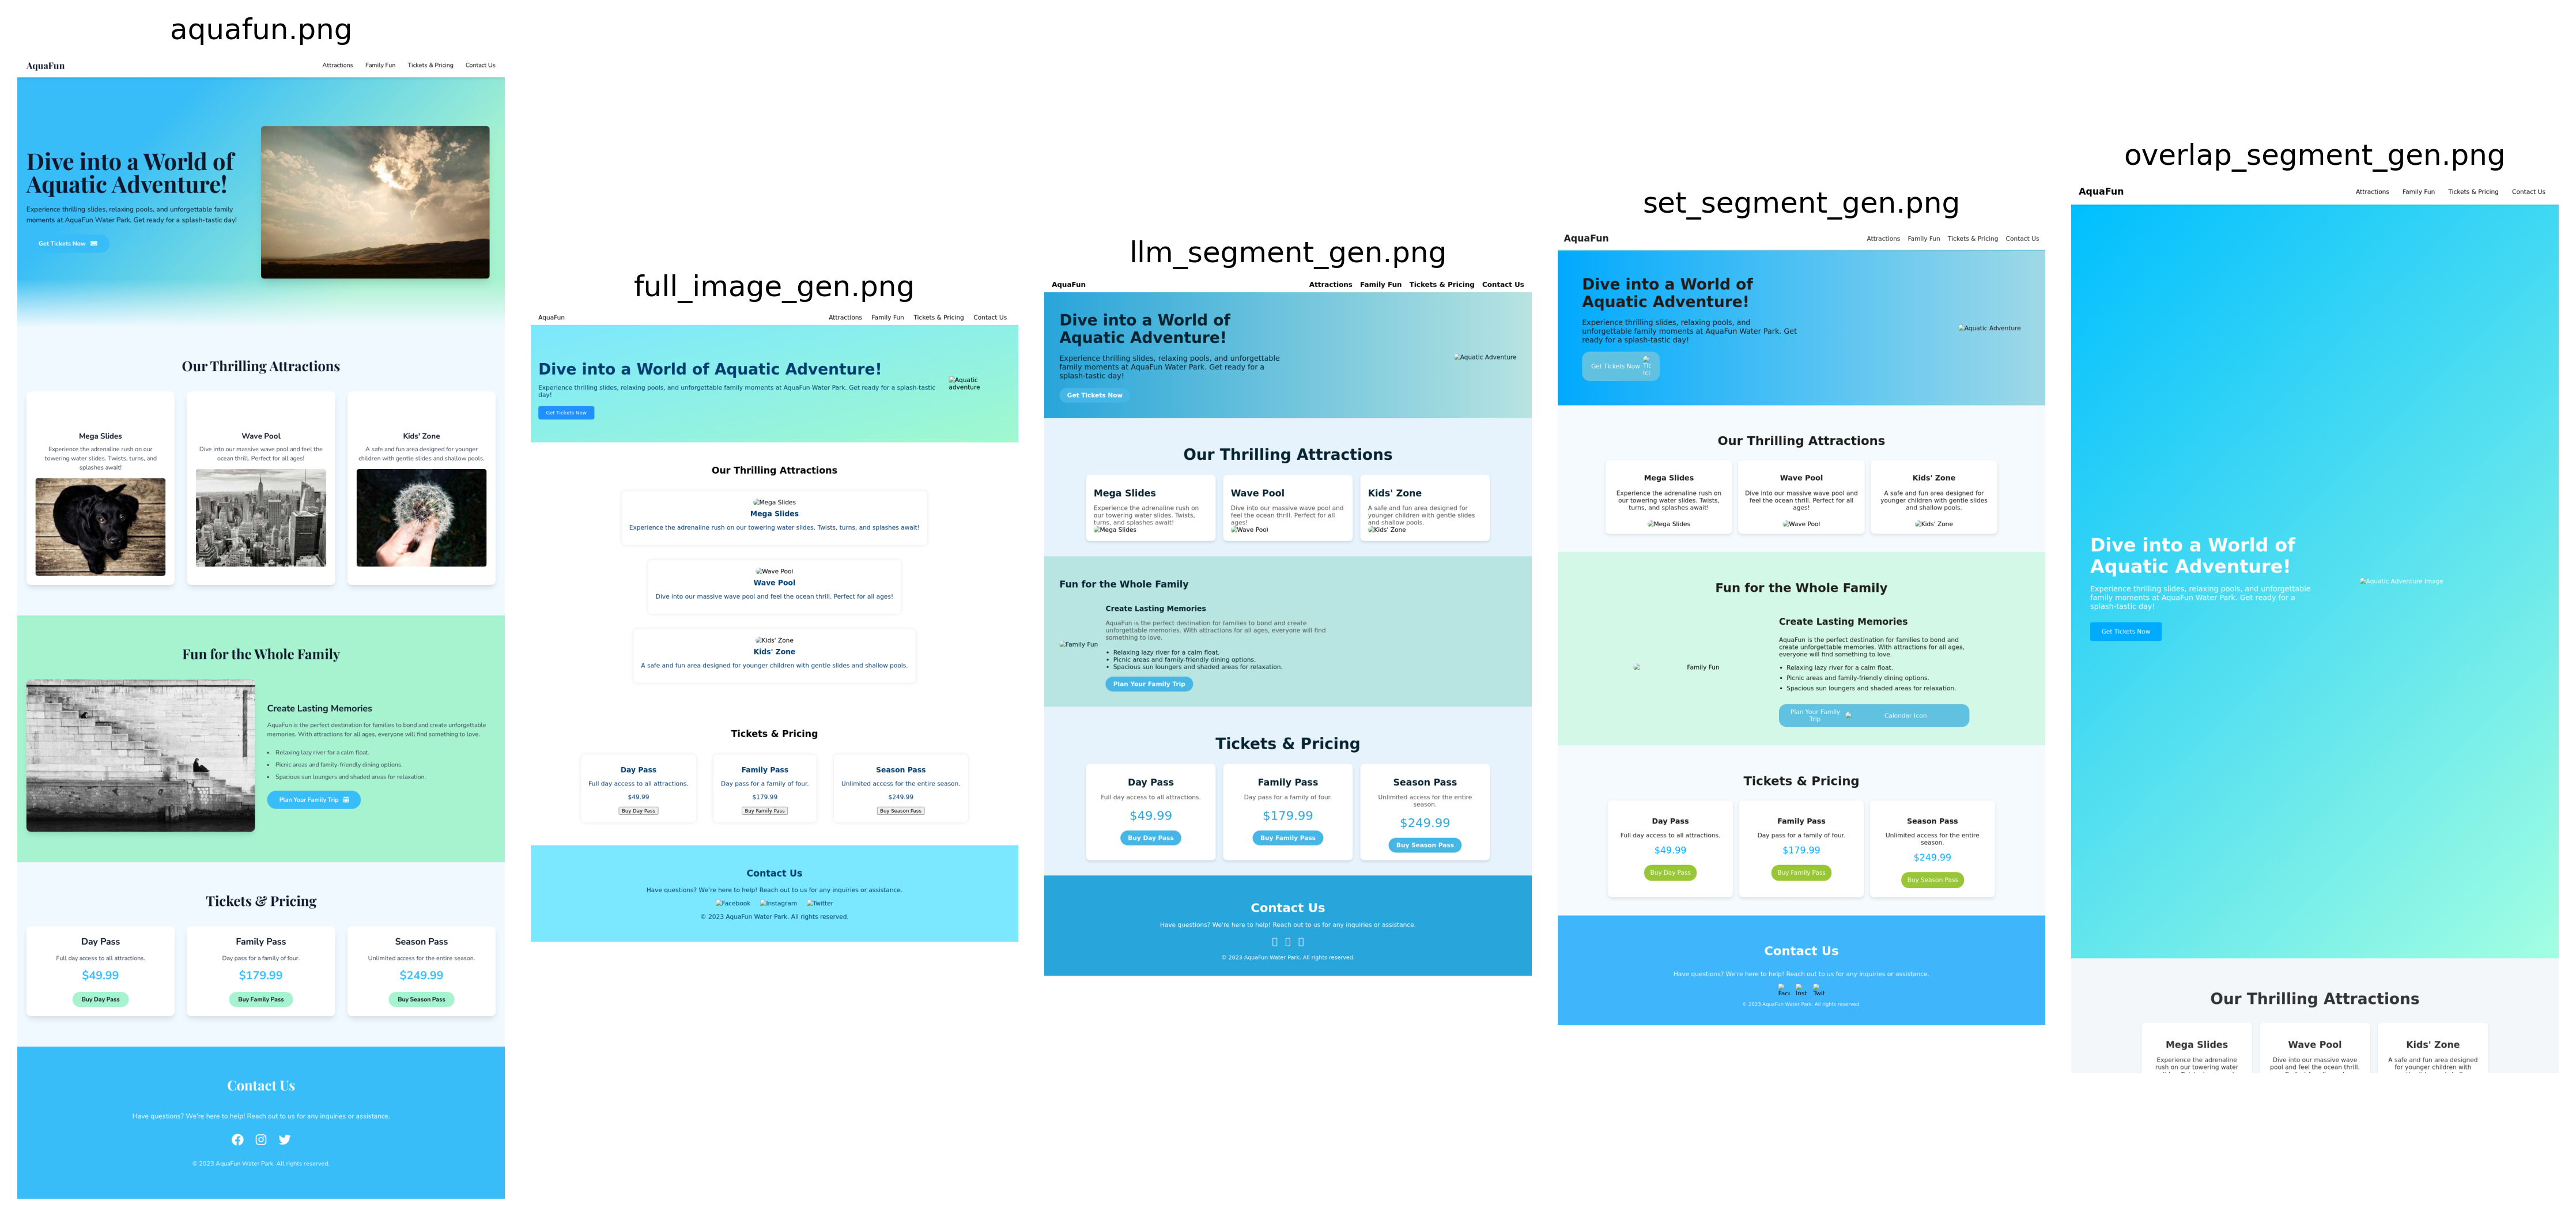 aquafun.png
AquaFun
Attractions
Family Fun
Tickets & Pricing
Contact Us
Dive into a World of
Aquatic Adventure!
Experience thrilling slides, relaxing pools, and unforgettable family
moments at AquaFun Water Park. Get ready for a splash-tastic day!
Get Tickets Now
Our Thrilling Attractions
Mega Slides
Experience the adrenaline rush on our
towering water slides. Twists, turns, and
splashes await!
Wave Pool
Dive into our massive wave pool and feel the
ocean thrill. Perfect for all ages!
Kids' Zone
A safe and fun area designed for younger
children with gentle slides and shallow pools.
Fun for the Whole Family
Create Lasting Memories
AquaFun is the perfect destination for families to bond and create unforgettable
memories. With attractions for all ages, everyone will find something to love.
• Relaxing lazy river for a calm float.
• Picnic areas and family-friendly dining options.
• Spacious sun loungers and shaded areas for relaxation.
Plan Your Family Trip
Tickets & Pricing
Day Pass
Full day access to all attractions.
$49.99
Buy Day Pass
Family Pass
Day pass for a family of four.
$179.99
Buy Family Pass
Season Pass
Unlimited access for the entire season.
$249.99
Buy Season Pass
Contact Us
Have questions? We're here to help! Reach out to us for any inquiries or assistance.
© 2023 AquaFun Water Park. All rights reserved.
full_image_gen.png
AquaFun
Attractions
Family Fun
Tickets & Pricing
Contact Us
Dive into a World of Aquatic Adventure!
Experience thrilling slides, relaxing pools, and unforgettable family moments at AquaFun Water Park. Get ready for a splash-tastic
day!
Get Tickets Now
Aquatic
adventure
Our Thrilling Attractions
Mega Slides
Mega Slides
Experience the adrenaline rush on our towering water slides. Twists, turns, and splashes await!
Wave Pool
Wave Pool
Dive into our massive wave pool and feel the ocean thrill. Perfect for all ages!
Kids' Zone
Kids' Zone
A safe and fun area designed for younger children with gentle slides and shallow pools.
Tickets & Pricing
Day Pass
Full day access to all attractions.
$49.99
Buy Day Pass
Family Pass
Day pass for a family of four.
$179.99
Buy Family Pass
Season Pass
Unlimited access for the entire season.
$249.99
Buy Season Pass
Contact Us
Have questions? We're here to help! Reach out to us for any inquiries or assistance.
Facebook
Instagram
Twitter
© 2023 AquaFun Water Park. All rights reserved.
llm_segment_gen.png
AquaFun
Attractions
Family Fun
Tickets & Pricing
Contact Us
Dive into a World of
Aquatic Adventure!
Experience thrilling slides, relaxing pools, and unforgettable
family moments at AquaFun Water Park. Get ready for a
splash-tastic day!
Get Tickets Now
Aquatic Adventure
Our Thrilling Attractions
Mega Slides
Experience the adrenaline rush on
our towering water slides. Twists,
turns, and splashes await!
Mega Slides
Wave Pool
Dive into our massive wave pool and
feel the ocean thrill. Perfect for all
ages!
Wave Pool
Kids' Zone
A safe and fun area designed for
younger children with gentle slides
and shallow pools.
Kids' Zone
Fun for the Whole Family
Family Fun
Create Lasting Memories
AquaFun is the perfect destination for families to bond and create
unforgettable memories. With attractions for all ages, everyone will find
something to love.
• Relaxing lazy river for a calm float.
• Picnic areas and family-friendly dining options.
• Spacious sun loungers and shaded areas for relaxation.
Plan Your Family Trip
Tickets & Pricing
Day Pass
Full day access to all attractions.
$49.99
Buy Day Pass
Family Pass
Day pass for a family of four.
$179.99
Buy Family Pass
Season Pass
Unlimited access for the entire
season.
$249.99
Buy Season Pass
Contact Us
Have questions? We're here to help! Reach out to us for any inquiries or assistance.
© 2023 AquaFun Water Park. All rights reserved.
set_segment_gen.png
AquaFun
Attractions
Family Fun
Tickets & Pricing
Contact Us
Dive into a World of
Aquatic Adventure!
Experience thrilling slides, relaxing pools, and
unforgettable family moments at AquaFun Water Park. Get
ready for a splash-tastic day!
Get Tickets Now
Aquatic Adventure
Our Thrilling Attractions
Mega Slides
Experience the adrenaline rush on
our towering water slides. Twists,
turns, and splashes await!
Mega Slides
Wave Pool
Dive into our massive wave pool and
feel the ocean thrill. Perfect for all
ages!
Wave Pool
Kids' Zone
A safe and fun area designed for
younger children with gentle slides
and shallow pools.
Kids' Zone
Fun for the Whole Family
Family Fun
Create Lasting Memories
AquaFun is the perfect destination for families to bond and
create unforgettable memories. With attractions for all ages,
everyone will find something to love.
• Relaxing lazy river for a calm float.
• Picnic areas and family-friendly dining options.
• Spacious sun loungers and shaded areas for relaxation.
Plan Your Family
Trip
Calendar Icon
Tickets & Pricing
Day Pass
Full day access to all attractions.
$49.99
Buy Day Pass
Family Pass
Day pass for a family of four.
$179.99
Buy Family Pass
Season Pass
Unlimited access for the entire
season.
$249.99
Buy Season Pass
Contact Us
Have questions? We're here to help! Reach out to us for any inquiries or assistance.
© 2023 AquaFun Water Park. All rights reserved.
overlap_segment_gen.png
AquaFun
Attractions
Family Fun
Tickets & Pricing
Contact Us
Dive into a World of
Aquatic Adventure!
Experience thrilling slides, relaxing pools, and unforgettable
family moments at AquaFun Water Park. Get ready for a
splash-tastic day!
Get Tickets Now
Aquatic Adventure Image
Our Thrilling Attractions
Mega Slides
Experience the adrenaline
rush on our towering water
Wave Pool
Dive into our massive wave
pool and feel the ocean thrill.
Kids' Zone
A safe and fun area designed
for younger children with